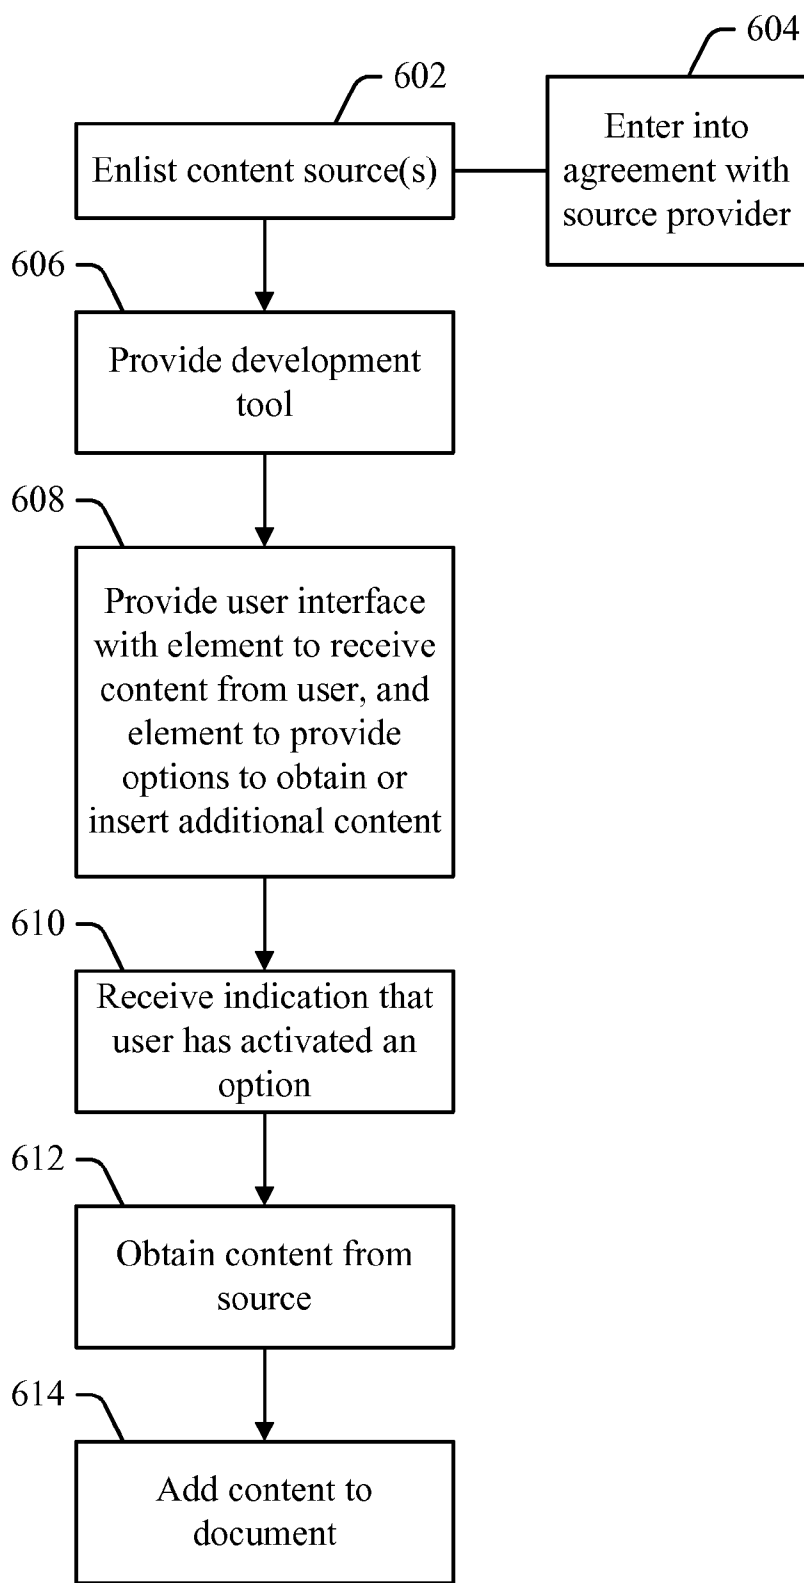 604
602
Enter into
agreement with
source provider
Enlist content source(s)
606
Provide development
tool
608
Provide user interface
with element to receive
content from user, and
element to provide
options to obtain or
insert additional content
610
Receive indication that
user has activated an
option
612
Obtain content from
source
614
Add content to
document